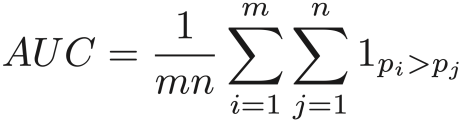 $AUC = \frac{1}{mn} \sum_{i=1}^{m} \sum_{j=1}^{n} 1_{p_i > p_j}$